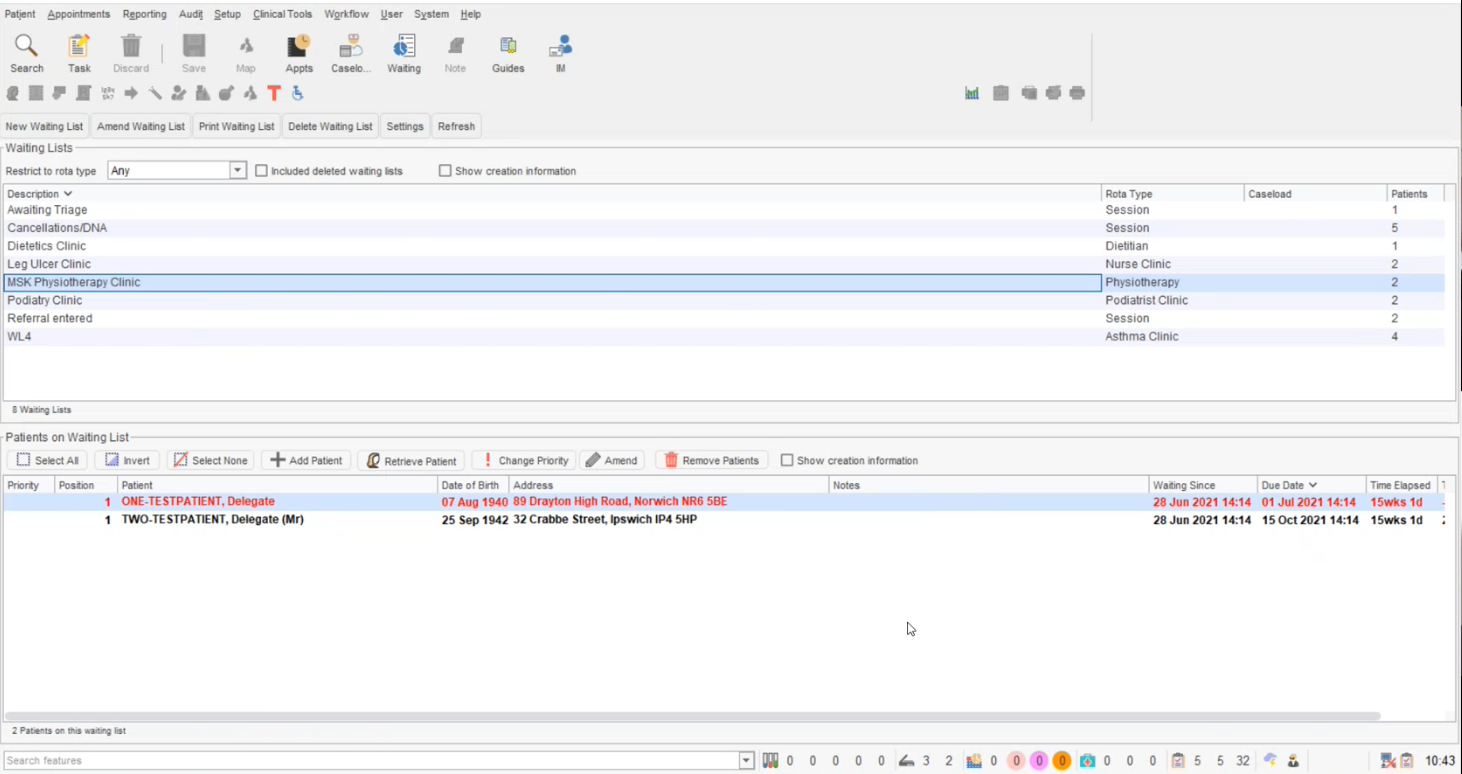 Patient Appointments Reporting Audit Setup Clinical Tools Workflow User System Help
Search Task Discard Save Map Appts Caselo... Waiting Note Guides IM
New Waiting List Amend Waiting List Print Waiting List Delete Waiting List Settings Refresh
Waiting Lists
Restrict to rota type Any Included deleted waiting lists Show creation information
Description Rota Type Caseload Patients
Awaiting Triage Session 1
Cancellations/DNA Session 5
Dietetics Clinic Dietitian 1
Leg Ulcer Clinic Nurse Clinic 2
MSK Physiotherapy Clinic Physiotherapy 2
Podiatry Clinic Podiatrist Clinic 2
Referral entered Session 2
WL4 Asthma Clinic 4
8 Waiting Lists
Patients on Waiting List
Select All Invert Select None Add Patient Retrieve Patient Change Priority Amend Remove Patients Show creation information
Priority Position Patient Date of Birth Address Notes Waiting Since Due Date Time Elapsed
1 ONE-TESTPATIENT, Delegate 07 Aug 1940 89 Drayton High Road, Norwich NR6 5BE 28 Jun 2021 14:14 01 Jul 2021 14:14 15wks 1d
1 TWO-TESTPATIENT, Delegate (Mr) 25 Sep 1942 32 Crabbe Street, Ipswich IP4 5HP 28 Jun 2021 14:14 15 Oct 2021 14:14 15wks 1d
2 Patients on this waiting list
Search features 0 0 0 0 0 3 2 0 0 0 0 0 0 0 5 5 32 10:43